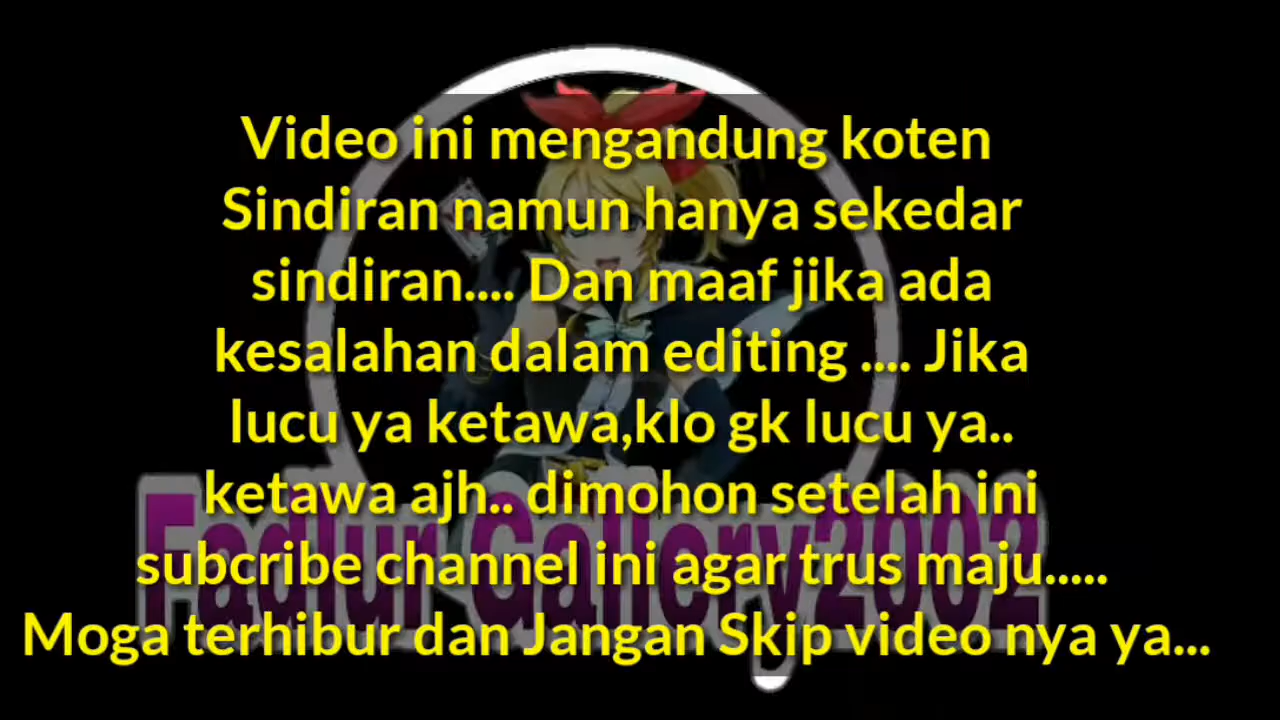 Video ini mengandung koten
Sindiran namun hanya sekedar
sindiran.... Dan maaf jika ada
kesalahan dalam editing .... Jika
lucu ya ketawa,klo gk lucu ya..
ketawa ajh.. dimohon setelah ini
subcribe channel ini agar trus maju.....
Moga terhibur dan Jangan Skip video nya ya...
Fadlur Gallery2002